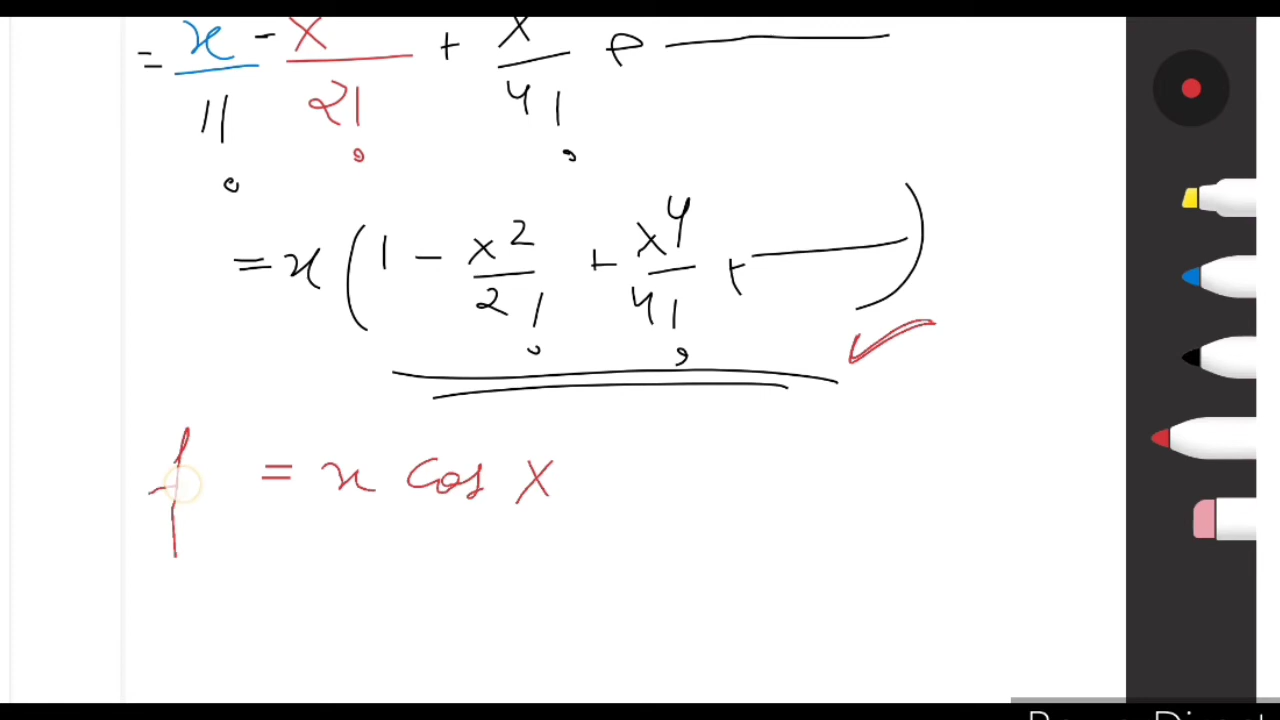 = x/1! - x/2! + x/4! +
= x(1 - x²/2! + x⁴/4! + ——)
f = x cos x